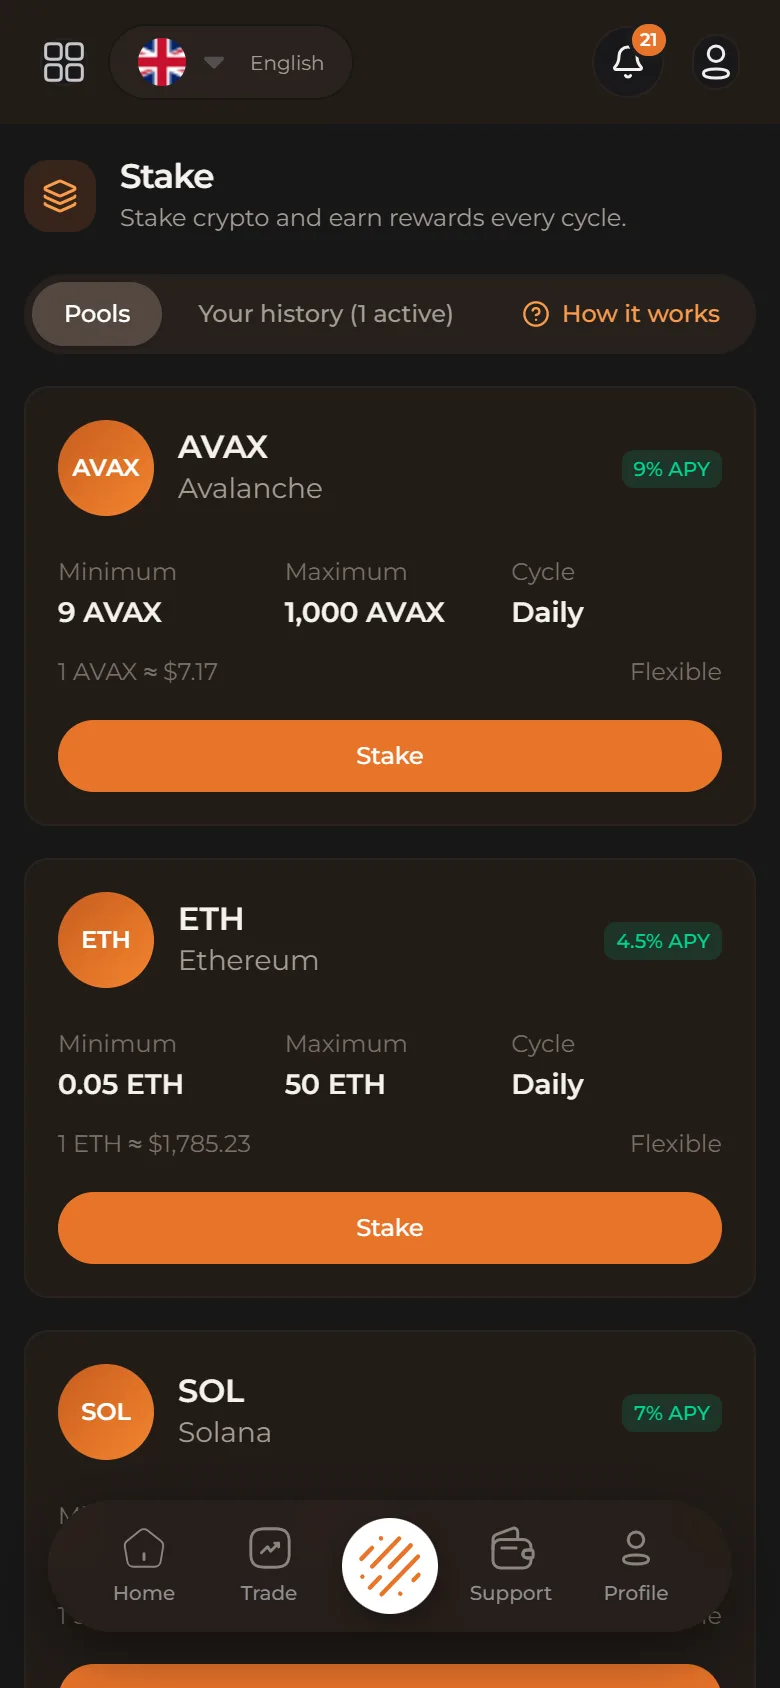 English
21
Stake
Stake crypto and earn rewards every cycle.
Pools
Your history (1 active)
How it works
AVAX
AVAX
Avalanche
9% APY
Minimum
Maximum
Cycle
9 AVAX
1,000 AVAX
Daily
1 AVAX ≈ $7.17
Flexible
Stake
ETH
ETH
Ethereum
4.5% APY
Minimum
Maximum
Cycle
0.05 ETH
50 ETH
Daily
1 ETH ≈ $1,785.23
Flexible
Stake
SOL
SOL
Solana
7% APY
Home
Trade
Support
Profile